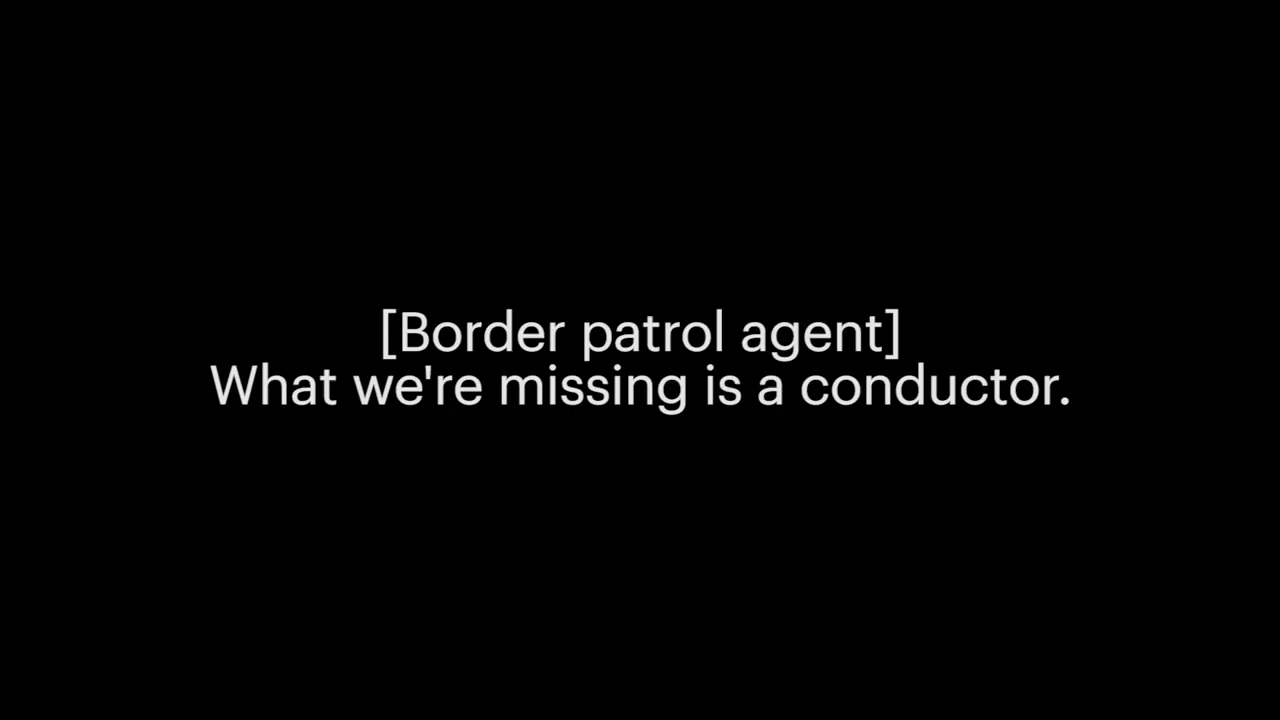 [Border patrol agent]
What we're missing is a conductor.